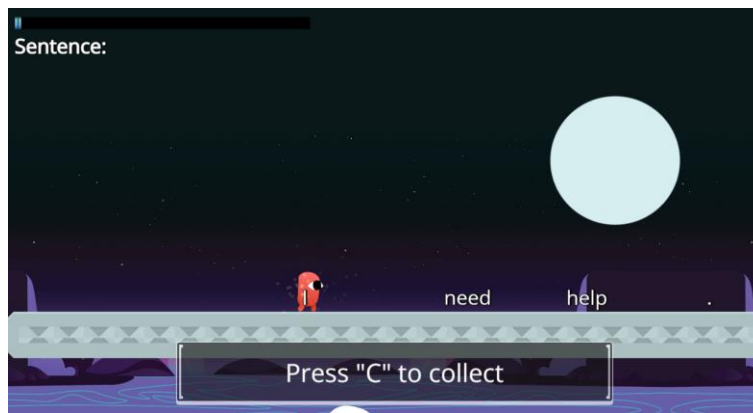 Sentence:
I need help .
Press "C" to collect